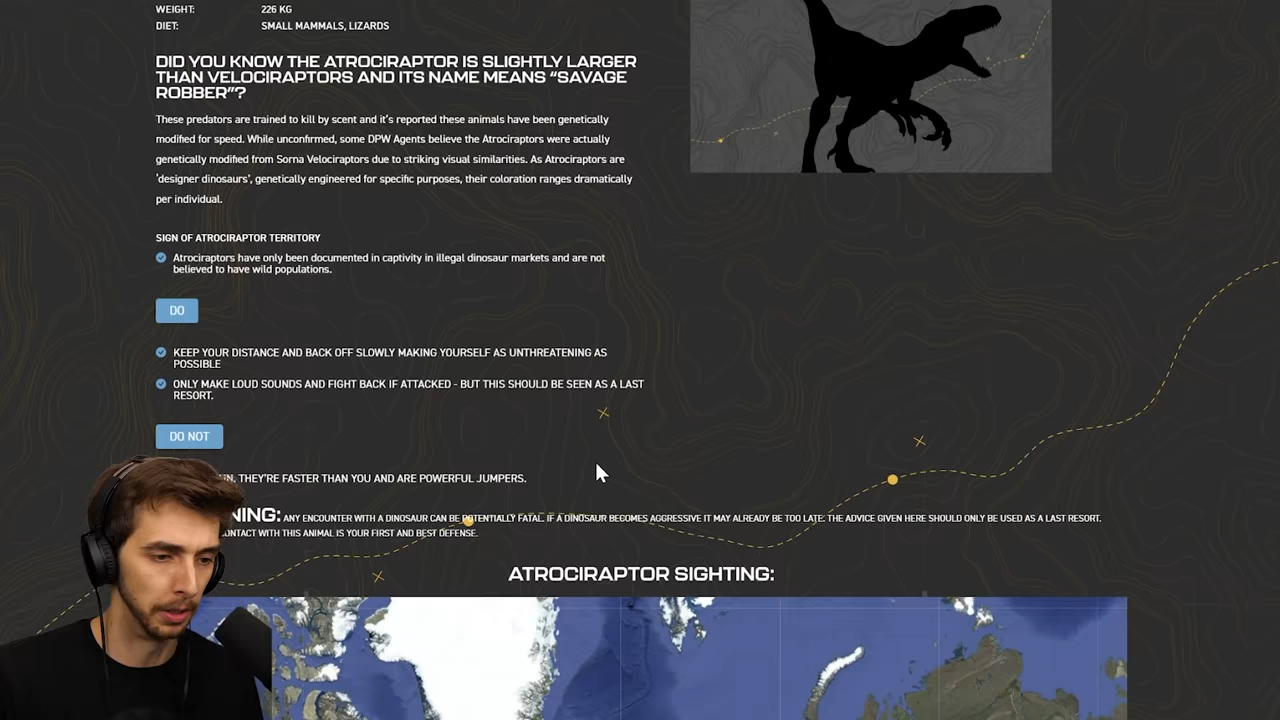 WEIGHT: 226 KG
DIET: SMALL MAMMALS, LIZARDS
DID YOU KNOW THE ATROCIRAPTOR IS SLIGHTLY LARGER
THAN VELOCIRAPTORS AND ITS NAME MEANS “SAVAGE
ROBBER”?
These predators are trained to kill by scent and it’s reported these animals have been genetically
modified for speed. While unconfirmed, some DPW Agents believe the Atrociraptors were actually
genetically modified from Sorna Velociraptors due to striking visual similarities. As Atrociraptors are
‘designer dinosaurs’, genetically engineered for specific purposes, their coloration ranges dramatically
per individual.
SIGN OF ATROCIRAPTOR TERRITORY
Atrociraptors have only been documented in captivity in illegal dinosaur markets and are not
believed to have wild populations.
DO
KEEP YOUR DISTANCE AND BACK OFF SLOWLY MAKING YOURSELF AS UNTHREATENING AS
POSSIBLE
ONLY MAKE LOUD SOUNDS AND FIGHT BACK IF ATTACKED - BUT THIS SHOULD BE SEEN AS A LAST
RESORT.
DO NOT
THEY’RE FASTER THAN YOU AND ARE POWERFUL JUMPERS.
NING: ANY ENCOUNTER WITH A DINOSAUR CAN BE POTENTIALLY FATAL. IF A DINOSAUR BECOMES AGGRESSIVE IT MAY ALREADY BE TOO LATE. THE ADVICE GIVEN HERE SHOULD ONLY BE USED AS A LAST RESORT.
ONTACT WITH THIS ANIMAL IS YOUR FIRST AND BEST DEFENSE.
ATROCIRAPTOR SIGHTING: